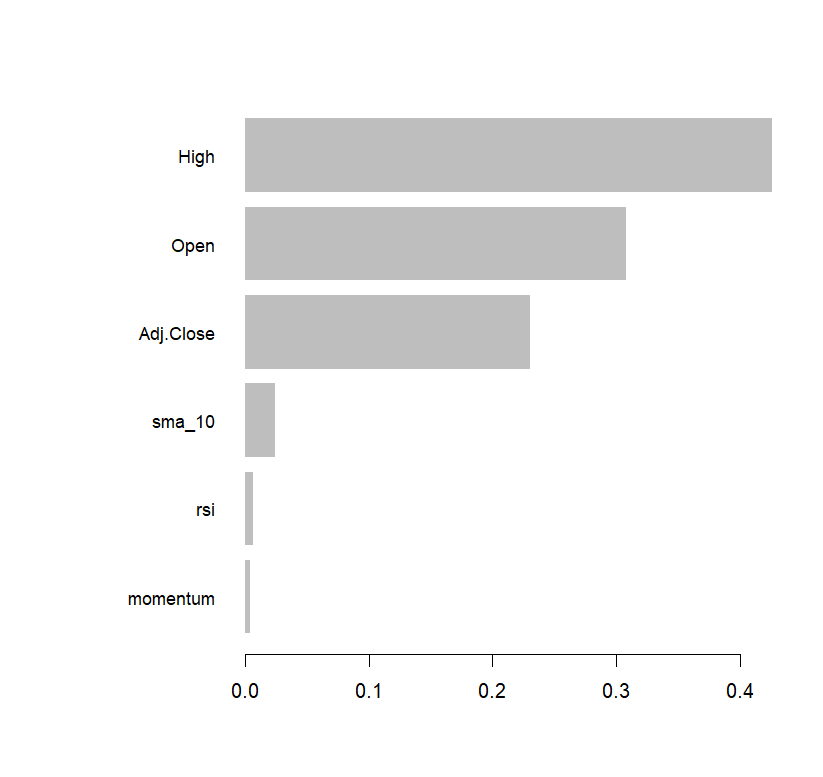 High
Open
Adj.Close
sma_10
rsi
momentum
0.0 0.1 0.2 0.3 0.4